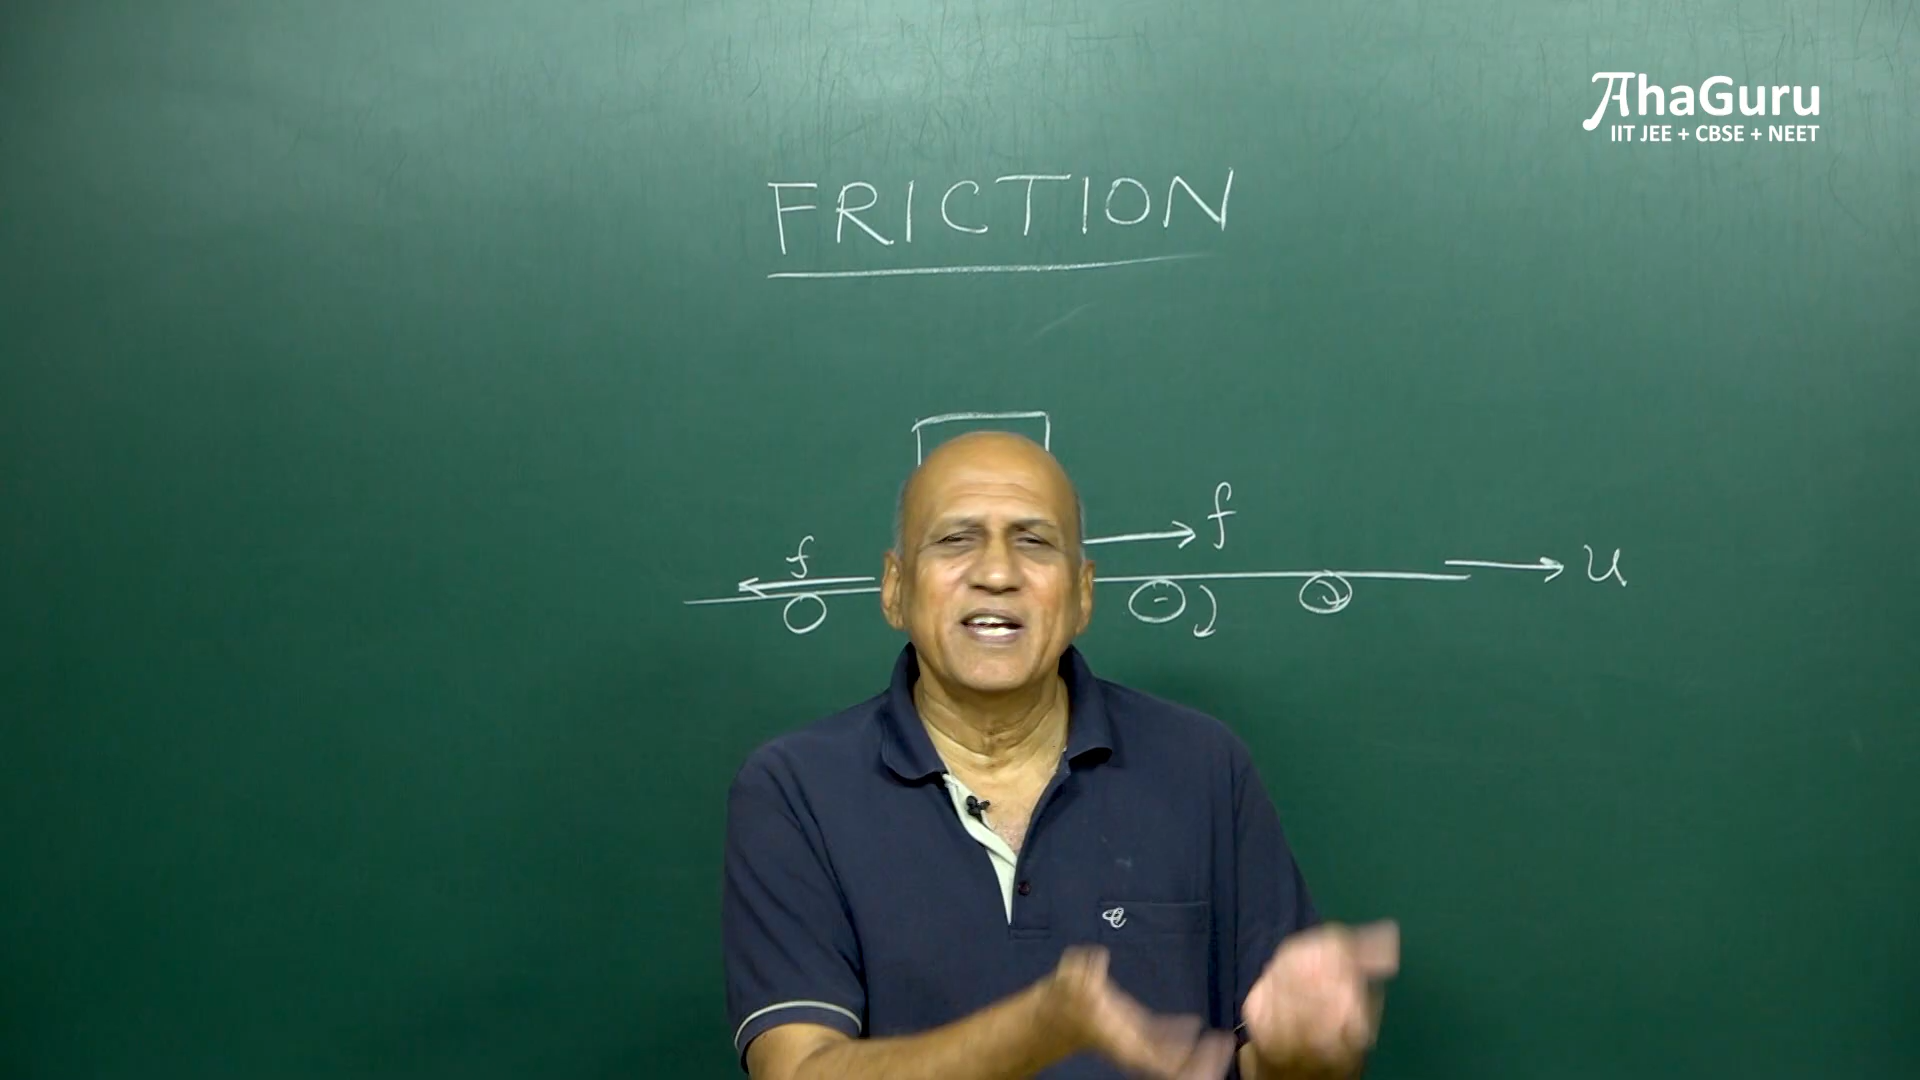 AhaGuru
IIT JEE + CBSE + NEET
FRICTION
f
f
u